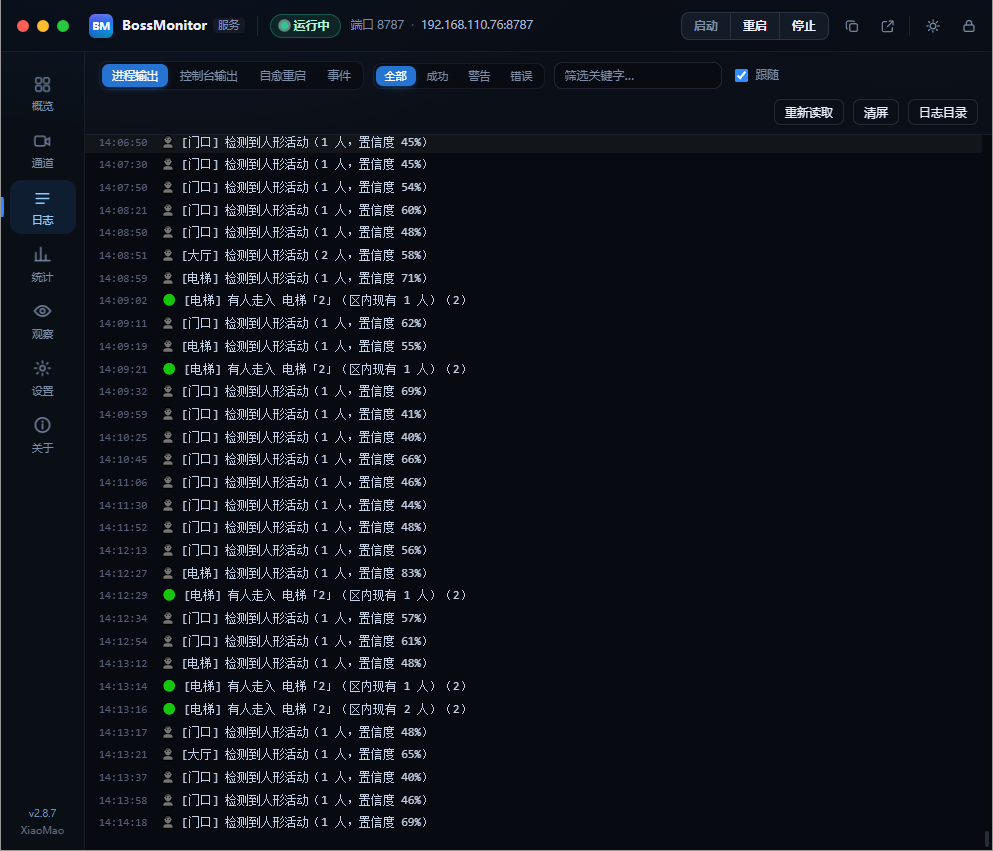 BM BossMonitor 服务 运行中 端口 8787 · 192.168.110.76:8787 启动 重启 停止
进程输出 控制台输出 自愈重启 事件 全部 成功 警告 错误 筛选关键字... 跟随
重新读取 清屏 日志目录
概览
通道
日志
统计
观察
设置
关于
v2.8.7
XiaoMao
14:06:50 [门口] 检测到人形活动（1 人，置信度 45%）
14:07:30 [门口] 检测到人形活动（1 人，置信度 45%）
14:07:50 [门口] 检测到人形活动（1 人，置信度 54%）
14:08:21 [门口] 检测到人形活动（1 人，置信度 60%）
14:08:50 [门口] 检测到人形活动（1 人，置信度 48%）
14:08:51 [大厅] 检测到人形活动（2 人，置信度 58%）
14:08:59 [电梯] 检测到人形活动（1 人，置信度 71%）
14:09:02 [电梯] 有人走入 电梯「2」（区内现有 1 人）（2）
14:09:11 [门口] 检测到人形活动（1 人，置信度 62%）
14:09:19 [电梯] 检测到人形活动（1 人，置信度 55%）
14:09:21 [电梯] 有人走入 电梯「2」（区内现有 1 人）（2）
14:09:32 [门口] 检测到人形活动（1 人，置信度 69%）
14:09:59 [门口] 检测到人形活动（1 人，置信度 41%）
14:10:25 [门口] 检测到人形活动（1 人，置信度 40%）
14:10:45 [门口] 检测到人形活动（1 人，置信度 66%）
14:11:06 [门口] 检测到人形活动（1 人，置信度 46%）
14:11:30 [门口] 检测到人形活动（1 人，置信度 44%）
14:11:52 [门口] 检测到人形活动（1 人，置信度 48%）
14:12:13 [门口] 检测到人形活动（1 人，置信度 56%）
14:12:27 [电梯] 检测到人形活动（1 人，置信度 83%）
14:12:29 [电梯] 有人走入 电梯「2」（区内现有 1 人）（2）
14:12:34 [门口] 检测到人形活动（1 人，置信度 57%）
14:12:54 [门口] 检测到人形活动（1 人，置信度 61%）
14:13:12 [电梯] 检测到人形活动（1 人，置信度 48%）
14:13:14 [电梯] 有人走入 电梯「2」（区内现有 1 人）（2）
14:13:16 [电梯] 有人走入 电梯「2」（区内现有 2 人）（2）
14:13:17 [门口] 检测到人形活动（1 人，置信度 48%）
14:13:21 [大厅] 检测到人形活动（1 人，置信度 65%）
14:13:37 [门口] 检测到人形活动（1 人，置信度 40%）
14:13:58 [门口] 检测到人形活动（1 人，置信度 46%）
14:14:18 [门口] 检测到人形活动（1 人，置信度 69%）